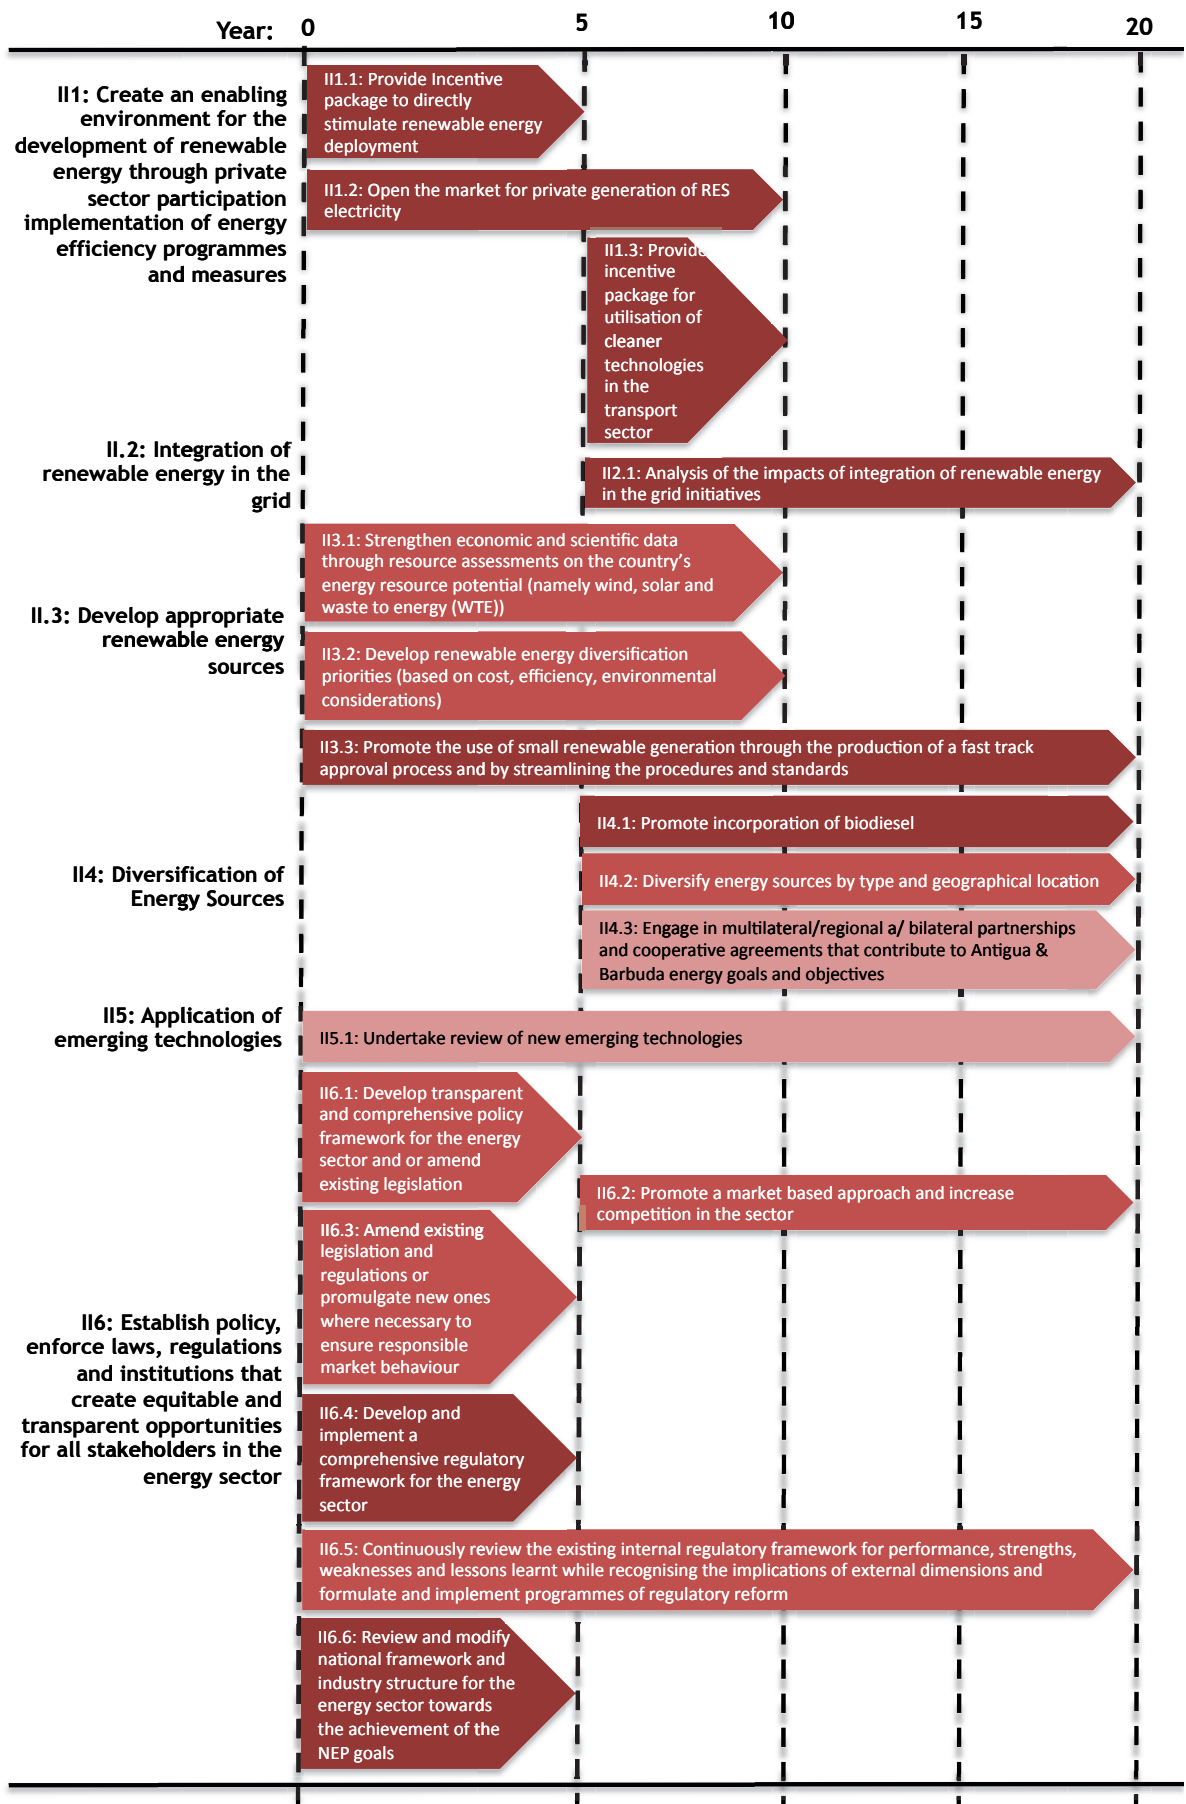 Year: 0 5 10 15 20
II1: Create an enabling
environment for the
development of renewable
energy through private
sector participation
implementation of energy
efficiency programmes
and measures
II1.1: Provide Incentive
package to directly
stimulate renewable energy
deployment
II1.2: Open the market for private generation of RES
electricity
II1.3: Provide
incentive
package for
utilisation of
cleaner
technologies
in the
transport
sector
II.2: Integration of
renewable energy in the
grid
II2.1: Analysis of the impacts of integration of renewable energy
in the grid initiatives
II.3: Develop appropriate
renewable energy
sources
II3.1: Strengthen economic and scientific data
through resource assessments on the country's
energy resource potential (namely wind, solar and
waste to energy (WTE))
II3.2: Develop renewable energy diversification
priorities (based on cost, efficiency, environmental
considerations)
II3.3: Promote the use of small renewable generation through the production of a fast track
approval process and by streamlining the procedures and standards
II4: Diversification of
Energy Sources
II4.1: Promote incorporation of biodiesel
II4.2: Diversify energy sources by type and geographical location
II4.3: Engage in multilateral/regional a/ bilateral partnerships
and cooperative agreements that contribute to Antigua &
Barbuda energy goals and objectives
II5: Application of
emerging technologies
II5.1: Undertake review of new emerging technologies
II6: Establish policy,
enforce laws, regulations
and institutions that
create equitable and
transparent opportunities
for all stakeholders in the
energy sector
II6.1: Develop transparent
and comprehensive policy
framework for the energy
sector and or amend
existing legislation
II6.2: Promote a market based approach and increase
competition in the sector
II6.3: Amend existing
legislation and
regulations or
promulgate new ones
where necessary to
ensure responsible
market behaviour
II6.4: Develop and
implement a
comprehensive regulatory
framework for the energy
sector
II6.5: Continuously review the existing internal regulatory framework for performance, strengths,
weaknesses and lessons learnt while recognising the implications of external dimensions and
formulate and implement programmes of regulatory reform
II6.6: Review and modify
national framework and
industry structure for the
energy sector towards
the achievement of the
NEP goals